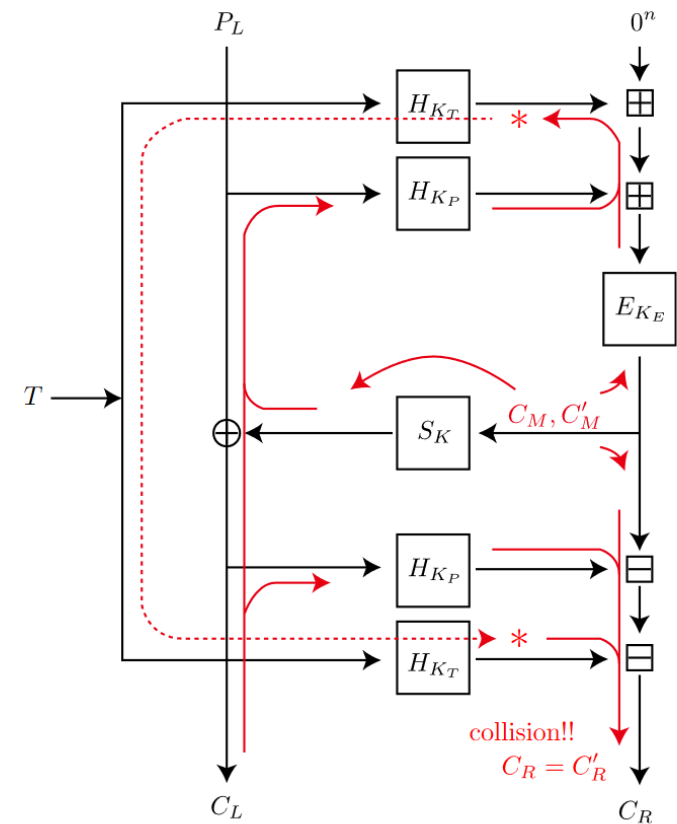 P_L 0^n
H_{K_T}
*
H_{K_P}
E_{K_E}
T
C_M, C'_M
S_K
H_{K_P}
*
H_{K_T}
collision!!
C_R = C'_R
C_L C_R